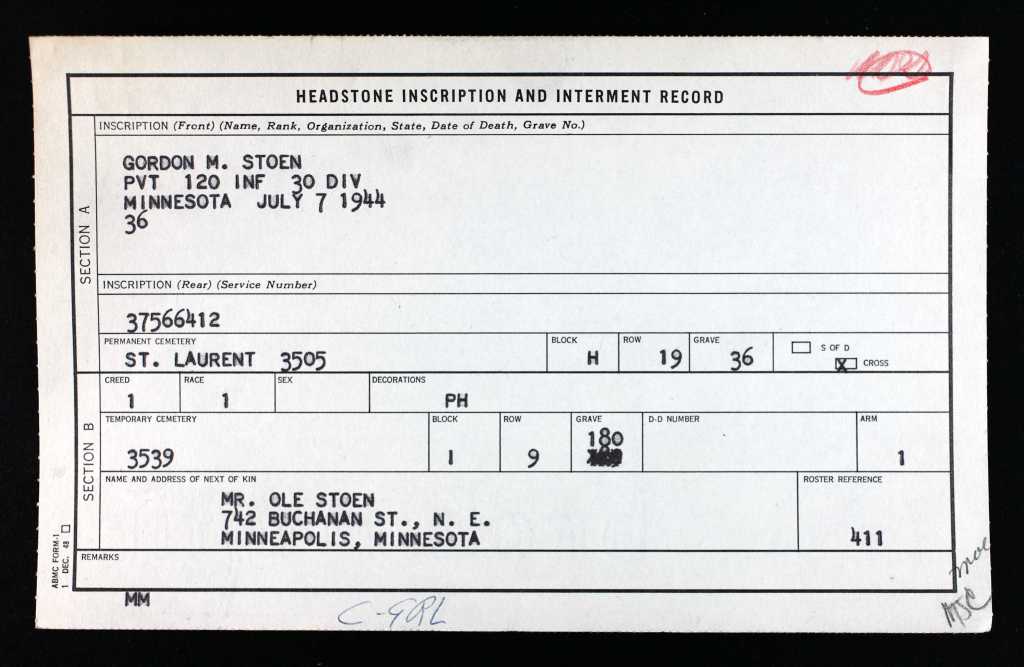 HEADSTONE INSCRIPTION AND INTERMENT RECORD
SECTION A
INSCRIPTION (Front) (Name, Rank, Organization, State, Date of Death, Grave No.)
GORDON M. STOEN
PVT 120 INF 30 DIV
MINNESOTA JULY 7 1944
36
INSCRIPTION (Rear) (Service Number)
37566412
PERMANENT CEMETERY BLOCK ROW GRAVE
ST. LAURENT 3505 H 19 36
S OF D
X CROSS
SECTION B
CREED RACE SEX DECORATIONS
1 1 PH
TEMPORARY CEMETERY BLOCK ROW GRAVE D-D NUMBER ARM
180
3539 I 9 1
NAME AND ADDRESS OF NEXT OF KIN ROSTER REFERENCE
MR. OLE STOEN
742 BUCHANAN ST., N. E.
MINNEAPOLIS, MINNESOTA 411
REMARKS
ABMC FORM-1
1 DEC. 48
MM
C-GRL
moe
MJC